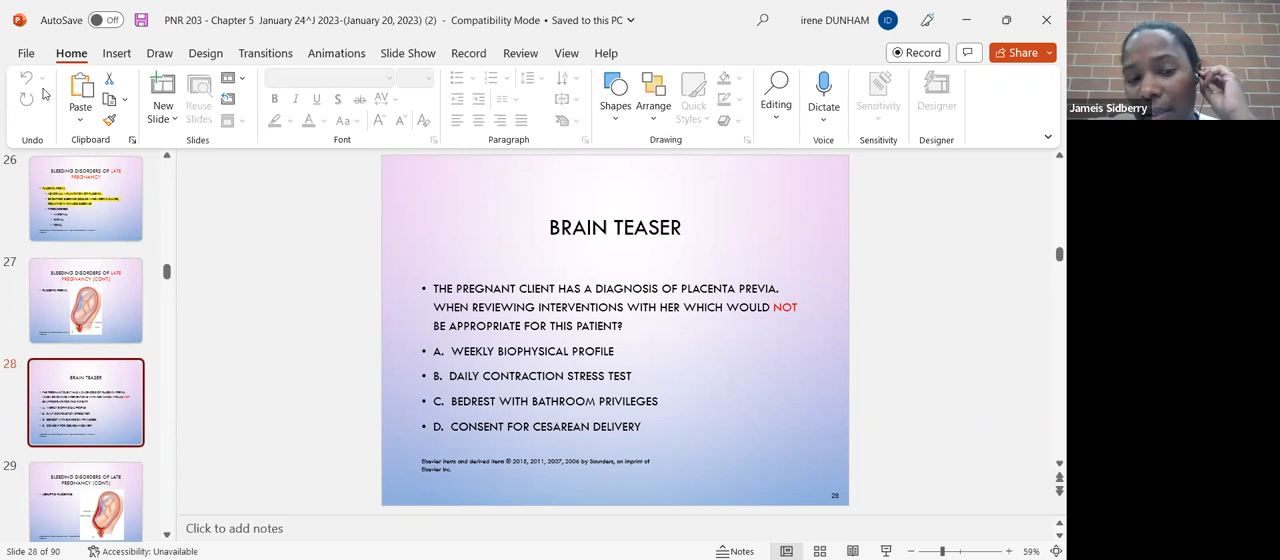 AutoSave Off PNR 203 - Chapter 5 January 24^J 2023-(January 20, 2023) (2) - Compatibility Mode • Saved to this PC irene DUNHAM ID
File Home Insert Draw Design Transitions Animations Slide Show Record Review View Help Record Share
Paste New Slide Reuse Slides B I U S ab AV Aa A Shapes Arrange Quick Styles Editing Dictate Sensitivity Designer
Undo Clipboard Slides Font Paragraph Drawing Voice Sensitivity Designer
Jameis Sidberry
26
BLEEDING DISORDERS OF LATE
PREGNANCY
27
BLEEDING DISORDERS OF LATE
PREGNANCY (CONT.)
PLACENTA PREVIA
28
BRAIN TEASER
29
BLEEDING DISORDERS OF LATE
PREGNANCY (CONT.)
BRAIN TEASER
• THE PREGNANT CLIENT HAS A DIAGNOSIS OF PLACENTA PREVIA.
WHEN REVIEWING INTERVENTIONS WITH HER WHICH WOULD NOT
BE APPROPRIATE FOR THIS PATIENT?
• A. WEEKLY BIOPHYSICAL PROFILE
• B. DAILY CONTRACTION STRESS TEST
• C. BEDREST WITH BATHROOM PRIVILEGES
• D. CONSENT FOR CESAREAN DELIVERY
Elsevier items and derived items © 2015, 2011, 2007, 2006 by Saunders, an imprint of
Elsevier Inc.
28
Click to add notes
Slide 28 of 90 Accessibility: Unavailable Notes 59%